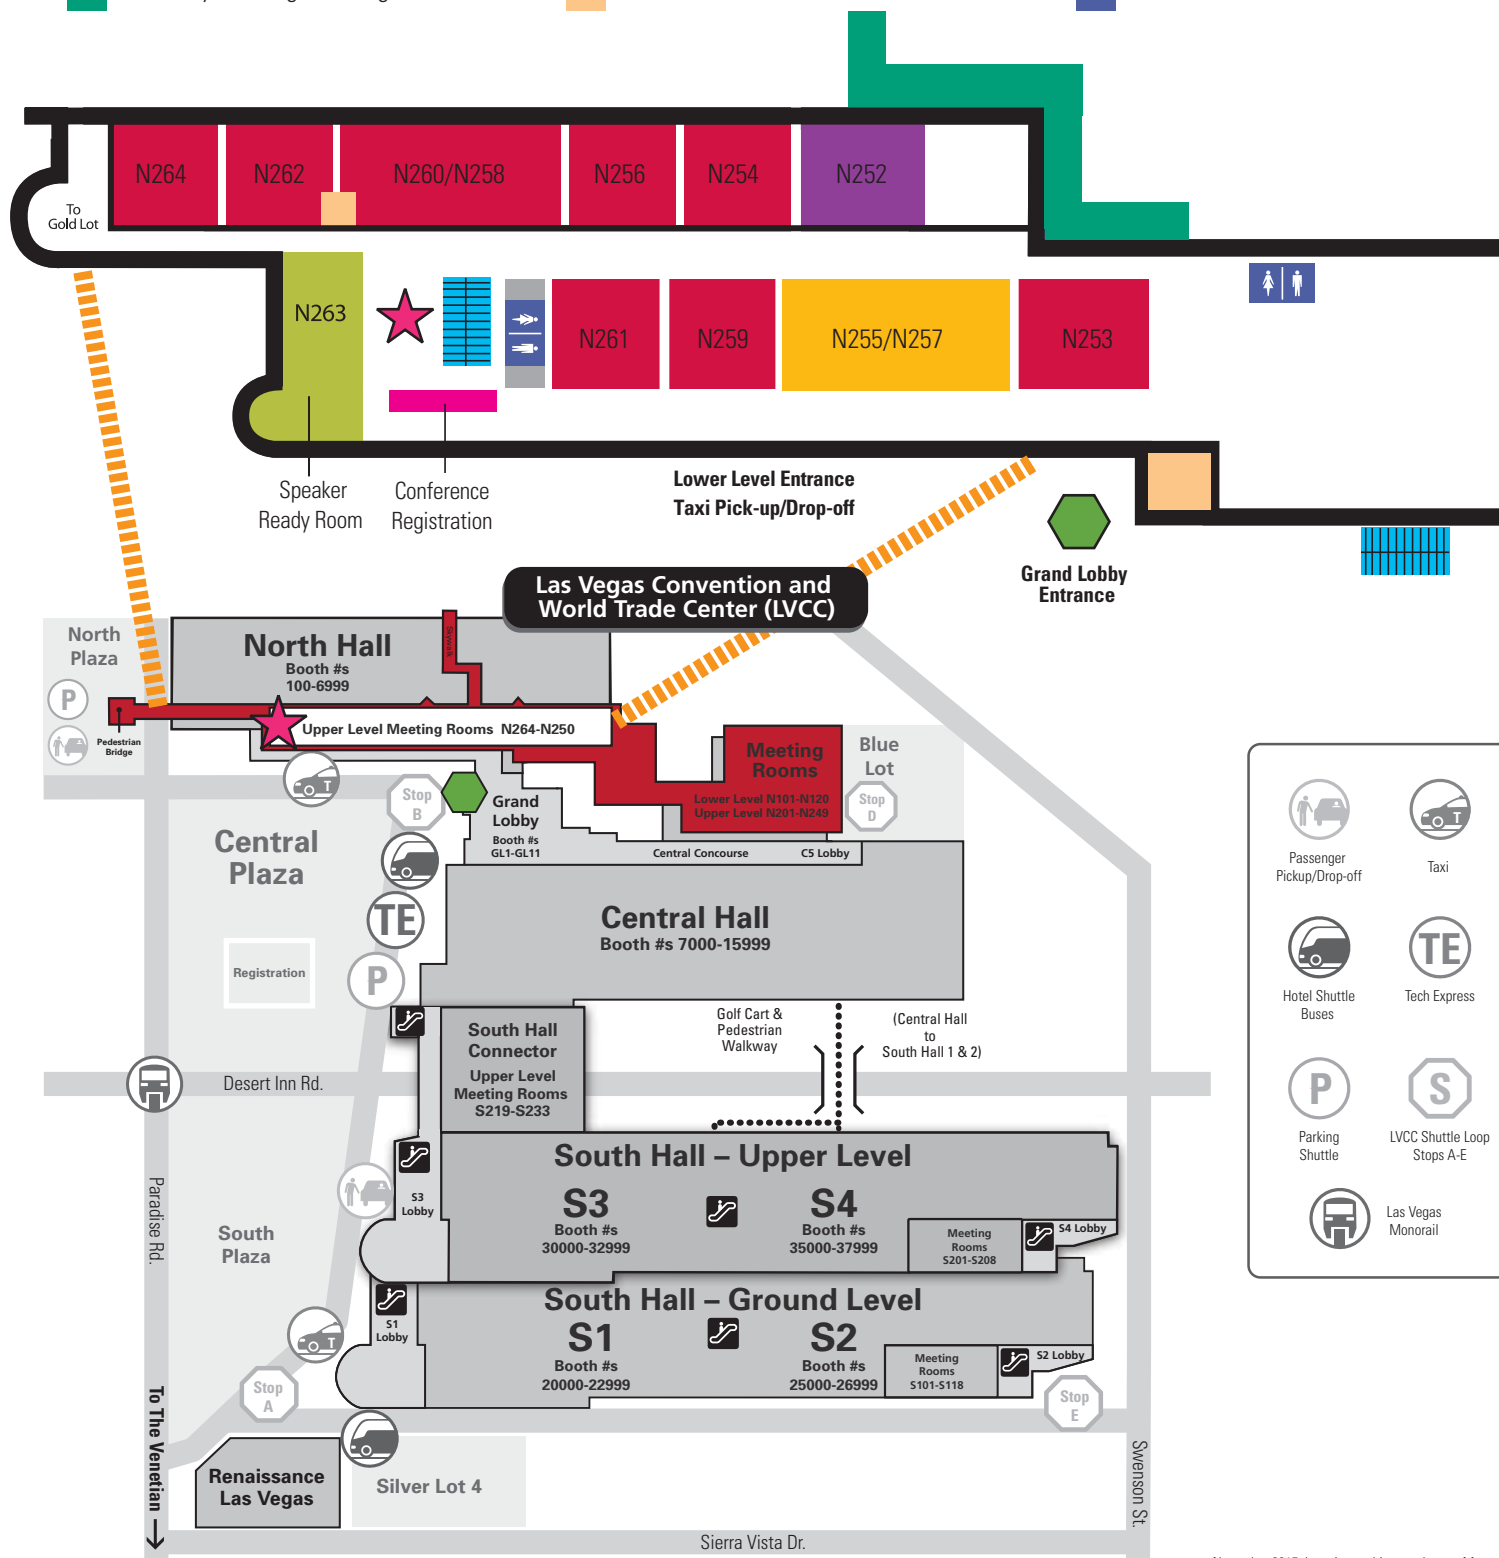 N264
N262
N260/N258
N256
N254
N252
To
Gold Lot
N263
N261
N259
N255/N257
N253
Speaker
Ready Room
Conference
Registration
Lower Level Entrance
Taxi Pick-up/Drop-off
Grand Lobby
Entrance
Las Vegas Convention and
World Trade Center (LVCC)
North
Plaza
P
Pedestrian
Bridge
North Hall
Booth #s
100-6999
Skywalk
Upper Level Meeting Rooms N264-N250
Meeting
Rooms
Lower Level N101-N120
Upper Level N201-N249
Blue
Lot
Stop
D
T
Stop
B
Grand
Lobby
Booth #s
GL1-GL11
Central Concourse
C5 Lobby
Central
Plaza
TE
Central Hall
Booth #s 7000-15999
Registration
P
South Hall
Connector
Upper Level
Meeting Rooms
S219-S233
Golf Cart &
Pedestrian
Walkway
(Central Hall
to
South Hall 1 & 2)
Desert Inn Rd.
South Hall – Upper Level
S3
Booth #s
30000-32999
S4
Booth #s
35000-37999
S3
Lobby
Meeting
Rooms
S201-S208
S4 Lobby
Paradise Rd.
South
Plaza
South Hall – Ground Level
S1
Booth #s
20000-22999
S2
Booth #s
25000-26999
S1
Lobby
Meeting
Rooms
S101-S118
S2 Lobby
T
Stop
A
Stop
E
To The Venetian
Renaissance
Las Vegas
Silver Lot 4
Swenson St.
Sierra Vista Dr.
Passenger
Pickup/Drop-off
T
Taxi
Hotel Shuttle
Buses
TE
Tech Express
P
Parking
Shuttle
S
LVCC Shuttle Loop
Stops A-E
Las Vegas
Monorail